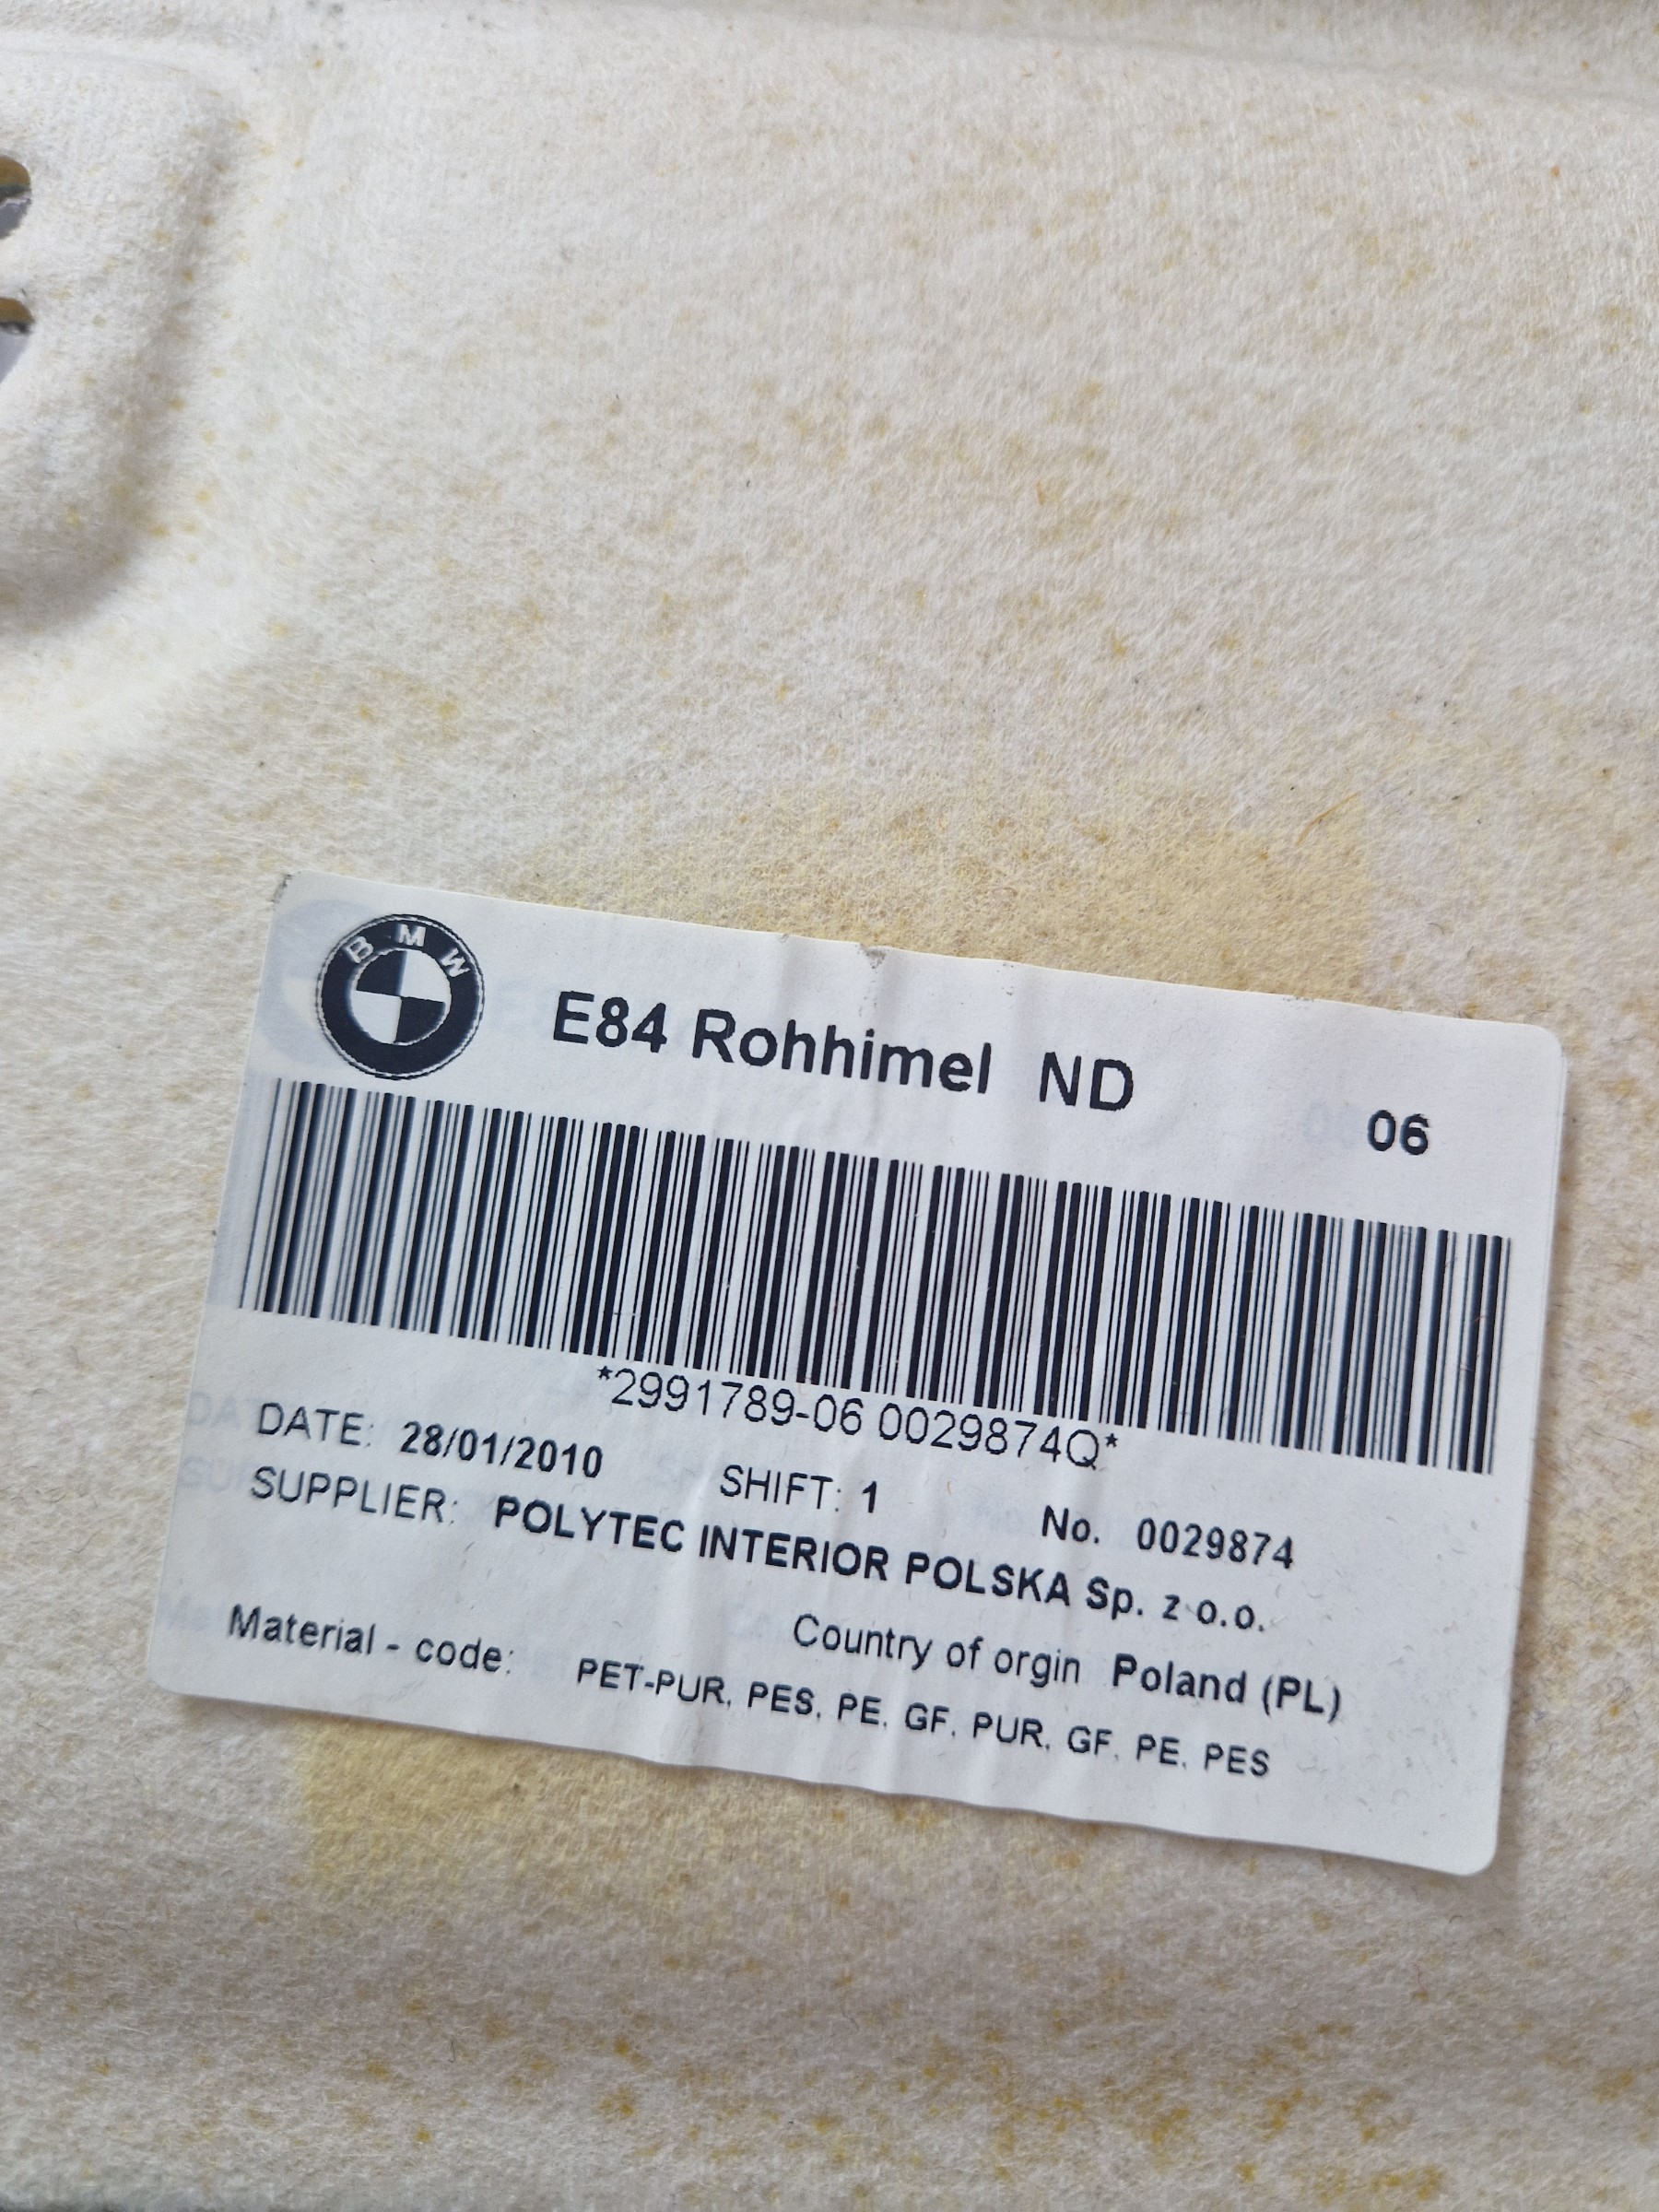 BMW
E84 Rohhimel ND
06
*2991789-06 0029874Q*
DATE: 28/01/2010 SHIFT: 1 No. 0029874
SUPPLIER: POLYTEC INTERIOR POLSKA Sp. z o.o.
Country of orgin Poland (PL)
Material - code: PET-PUR, PES, PE, GF, PUR, GF, PE, PES